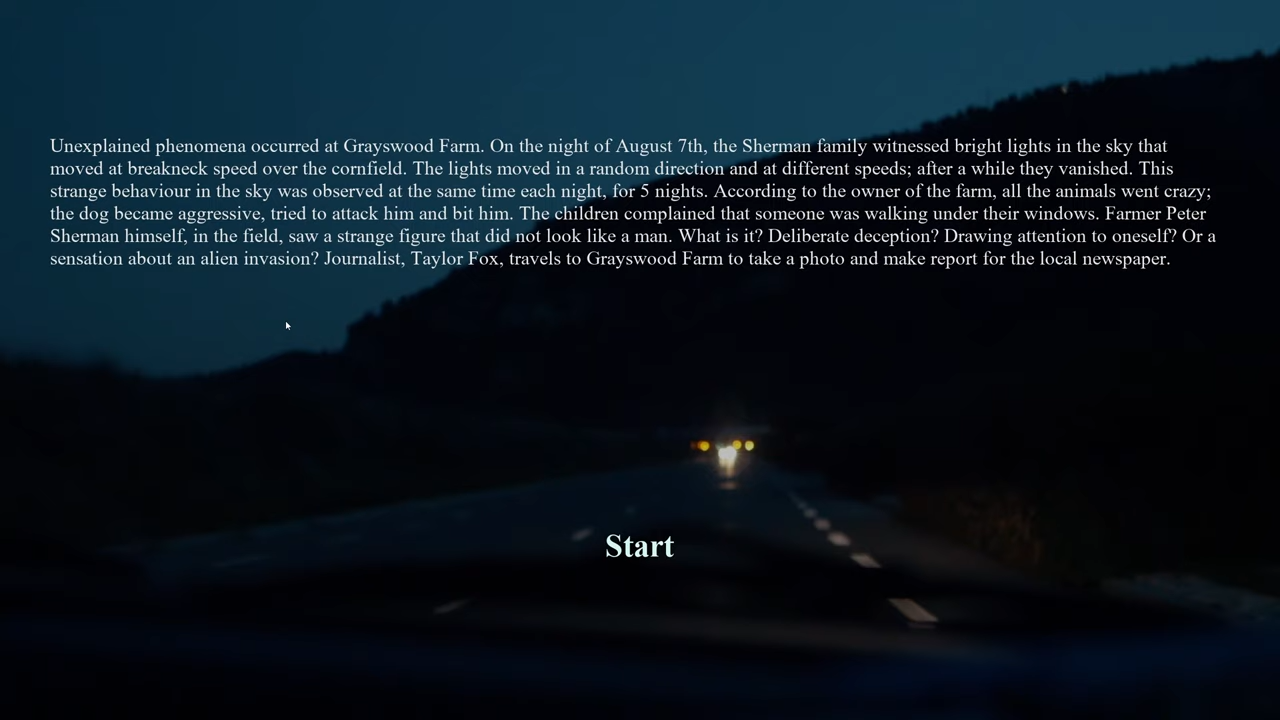 Unexplained phenomena occurred at Grayswood Farm. On the night of August 7th, the Sherman family witnessed bright lights in the sky that
moved at breakneck speed over the cornfield. The lights moved in a random direction and at different speeds; after a while they vanished. This
strange behaviour in the sky was observed at the same time each night, for 5 nights. According to the owner of the farm, all the animals went crazy;
the dog became aggressive, tried to attack him and bit him. The children complained that someone was walking under their windows. Farmer Peter
Sherman himself, in the field, saw a strange figure that did not look like a man. What is it? Deliberate deception? Drawing attention to oneself? Or a
sensation about an alien invasion? Journalist, Taylor Fox, travels to Grayswood Farm to take a photo and make report for the local newspaper.
Start